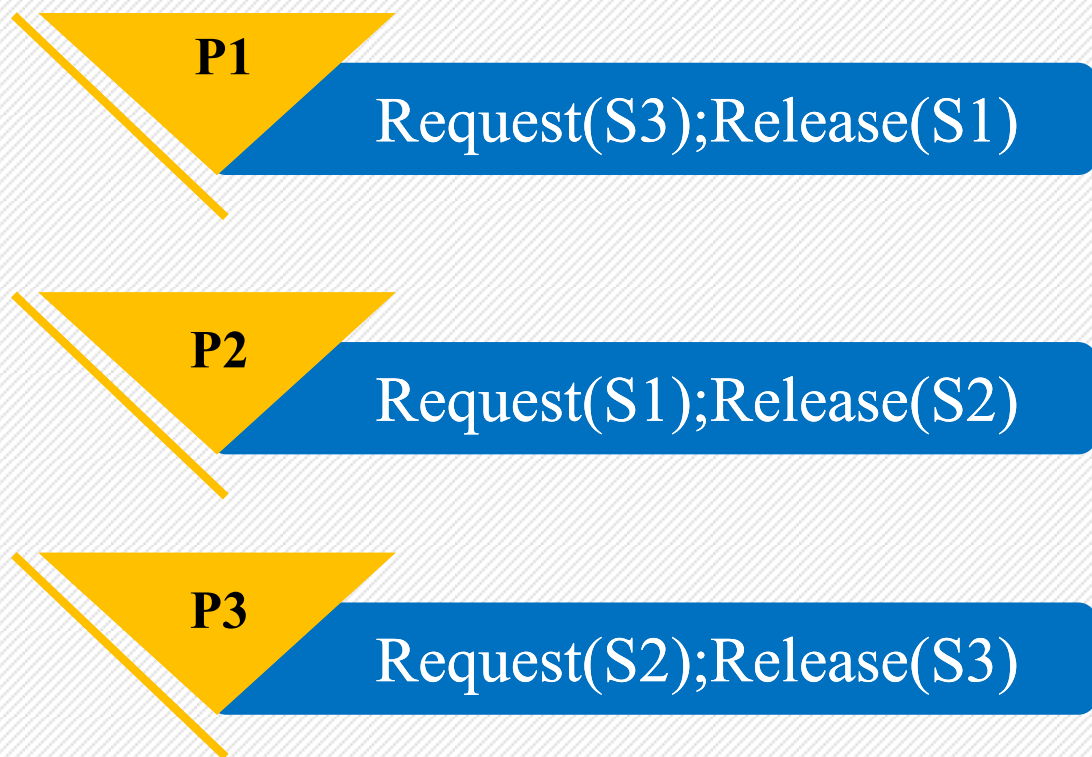 P1
Request(S3);Release(S1)
P2
Request(S1);Release(S2)
P3
Request(S2);Release(S3)